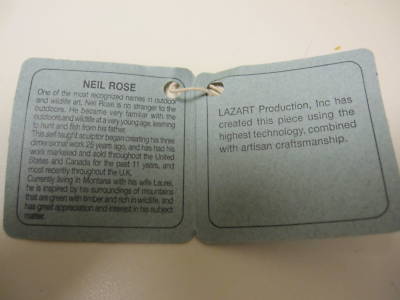 NEIL ROSE
One of the most recognized names in outdoor
and wildlife art, Neil Rose is no stranger to the
outdoors. He became very familiar with the
outdoors and wildlife at a very young age, learning
to hunt and fish from his father.
This self taught sculptor began creating his three
dimensional work 25 years ago, and has had his
work marketed and sold throughout the United
States and Canada for the past 11 years, and
most recently throughout the U.K.
Currently living in Montana with his wife Laurel,
he is inspired by his surroundings of mountains
that are green with timber and rich in wildlife, and
has great appreciation and interest in his subject
matter.
LAZART Production, Inc has
created this piece using the
highest technology, combined
with artisan craftsmanship.